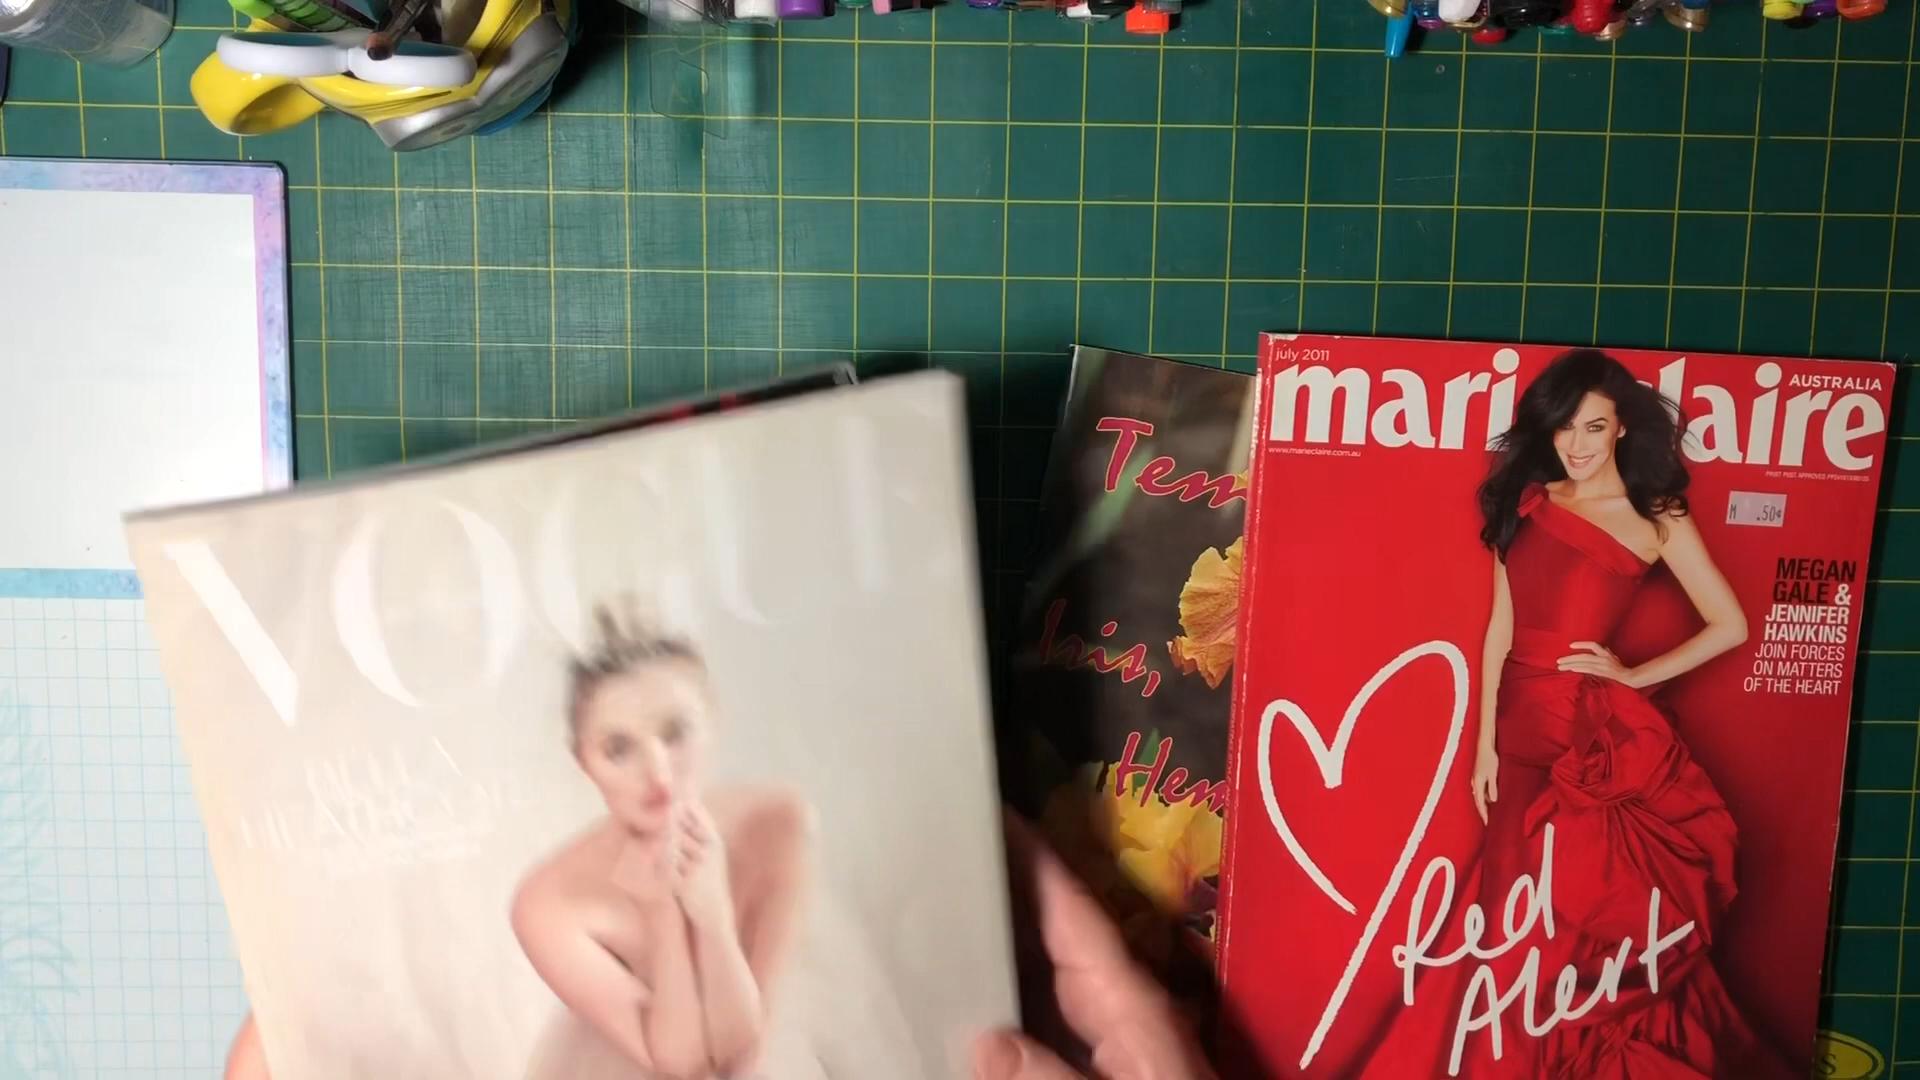 VOGUE
Tem
Iris,
Hem
july 2011
marie claire
AUSTRALIA
www.marieclaire.com.au
M .50¢
MEGAN
GALE &
JENNIFER
HAWKINS
JOIN FORCES
ON MATTERS
OF THE HEART
Red
Alert